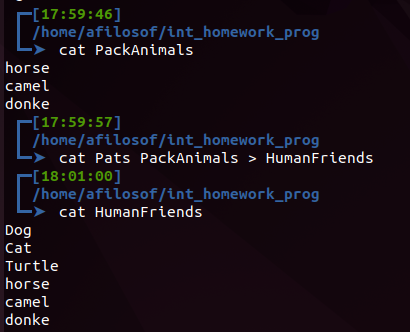 [17:59:46]
/home/afilosof/int_homework_prog
cat PackAnimals
horse
camel
donke
[17:59:57]
/home/afilosof/int_homework_prog
cat Pats PackAnimals > HumanFriends
[18:01:00]
/home/afilosof/int_homework_prog
cat HumanFriends
Dog
Cat
Turtle
horse
camel
donke